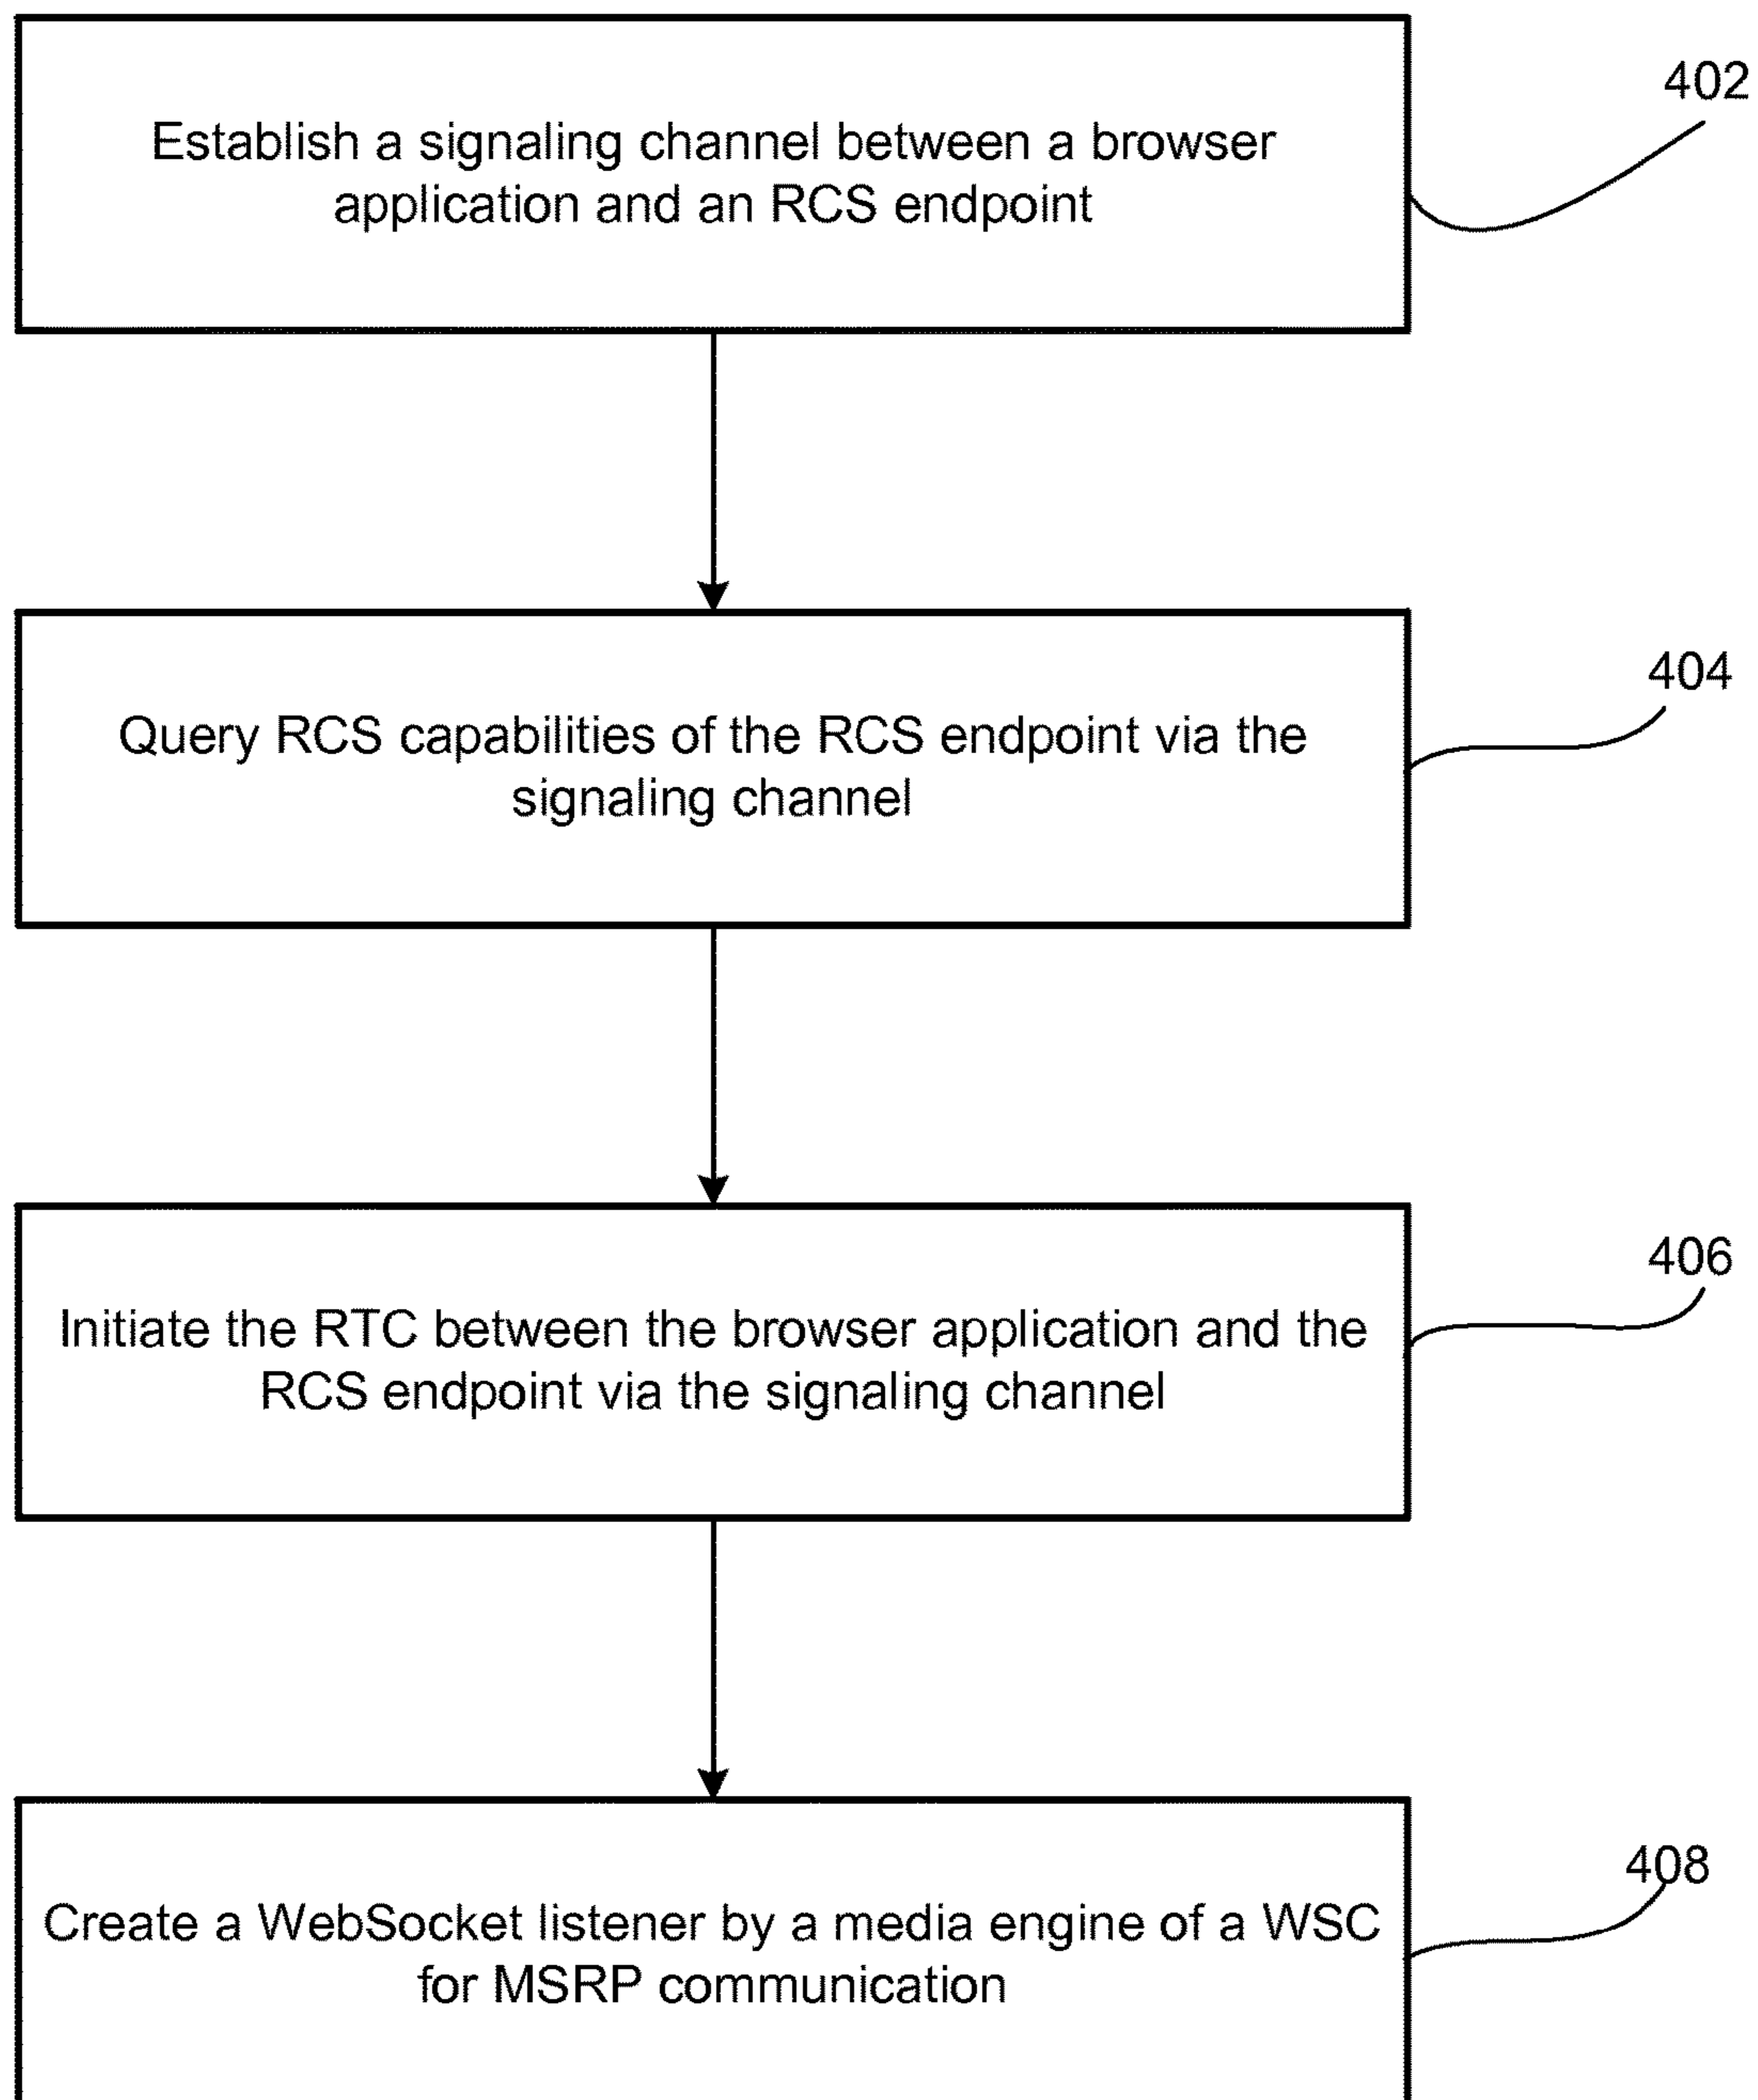 402
Establish a signaling channel between a browser
application and an RCS endpoint
404
Query RCS capabilities of the RCS endpoint via the
signaling channel
406
Initiate the RTC between the browser application and the
RCS endpoint via the signaling channel
408
Create a WebSocket listener by a media engine of a WSC
for MSRP communication